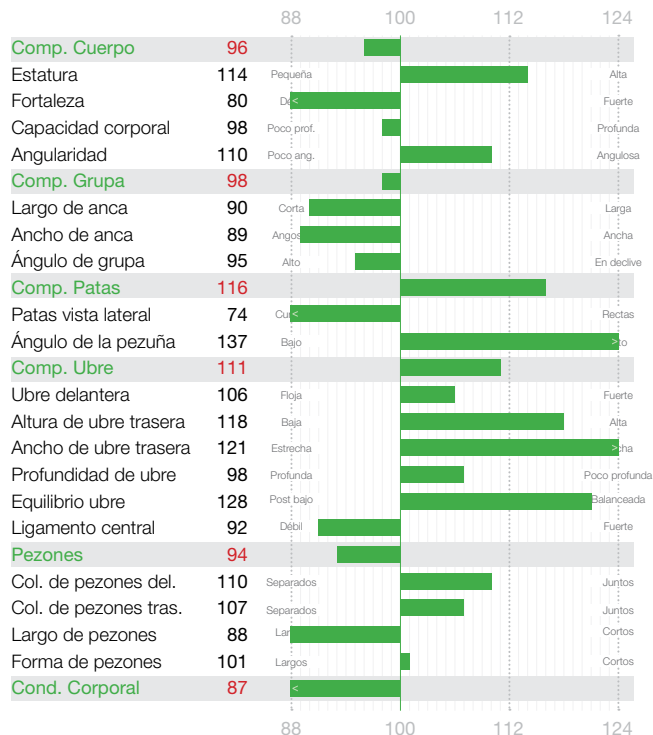 88 100 112 124
Comp. Cuerpo 96
Estatura 114 Pequeña Alta
Fortaleza 80 De< Fuerte
Capacidad corporal 98 Poco prof. Profunda
Angularidad 110 Poco ang. Angulosa
Comp. Grupa 98
Largo de anca 90 Corta Larga
Ancho de anca 89 Angos Ancha
Ángulo de grupa 95 Alto En declive
Comp. Patas 116
Patas vista lateral 74 Cu< Rectas
Ángulo de la pezuña 137 Bajo >to
Comp. Ubre 111
Ubre delantera 106 Floja Fuerte
Altura de ubre trasera 118 Baja Alta
Ancho de ubre trasera 121 Estrecha >cha
Profundidad de ubre 98 Profunda Poco profunda
Equilibrio ubre 128 Post bajo Balanceada
Ligamento central 92 Débil Fuerte
Pezones 94
Col. de pezones del. 110 Separados Juntos
Col. de pezones tras. 107 Separados Juntos
Largo de pezones 88 Lar Cortos
Forma de pezones 101 Largos Cortos
Cond. Corporal 87 <
88 100 112 124